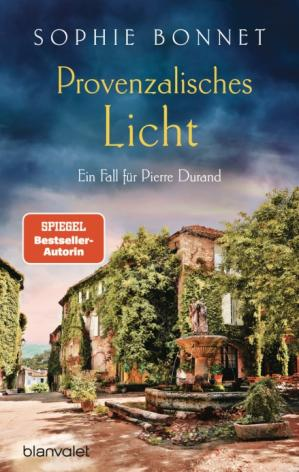 SOPHIE BONNET
Provenzalisches
Licht
Ein Fall für Pierre Durand
SPIEGEL
Bestseller-
Autorin
blanvalet